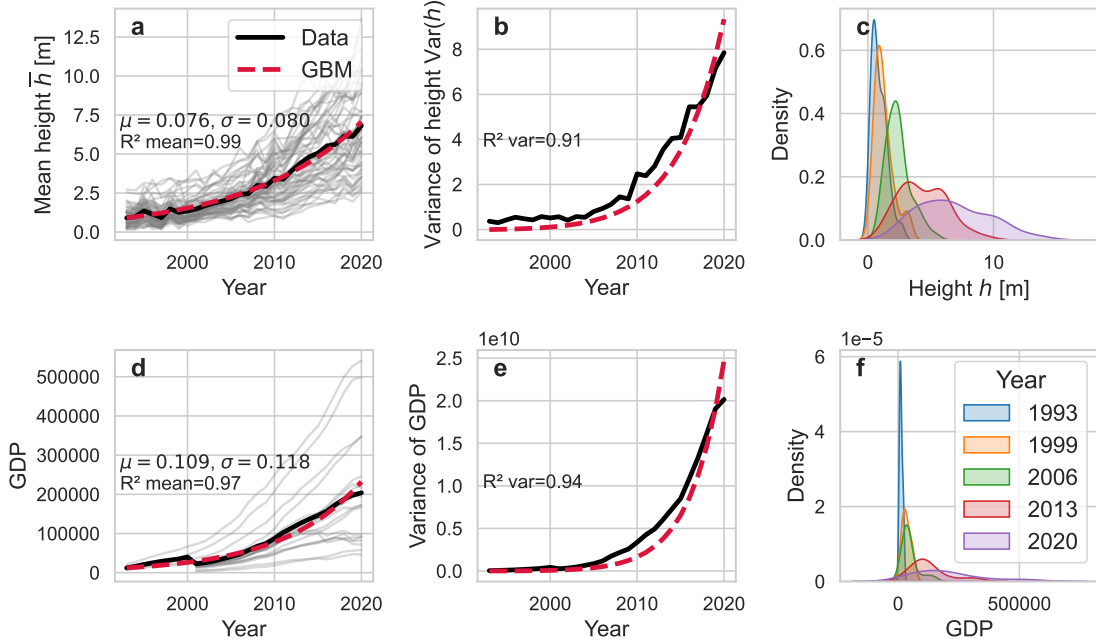 a
Mean height h̅ [m]
12.5
10.0
7.5
5.0
2.5
0.0
Data
GBM
μ = 0.076, σ = 0.080
R² mean=0.99
2000
2010
2020
Year
b
Variance of height Var(h)
8
6
4
2
0
R² var=0.91
2000
2010
2020
Year
c
Density
0.6
0.4
0.2
0.0
0
10
Height h [m]
d
GDP
500000
400000
300000
200000
100000
0
μ = 0.109, σ = 0.118
R² mean=0.97
2000
2010
2020
Year
1e10
e
Variance of GDP
2.5
2.0
1.5
1.0
0.5
0.0
R² var=0.94
2000
2010
2020
Year
1e−5
f
Density
6
4
2
0
Year
1993
1999
2006
2013
2020
0
500000
GDP